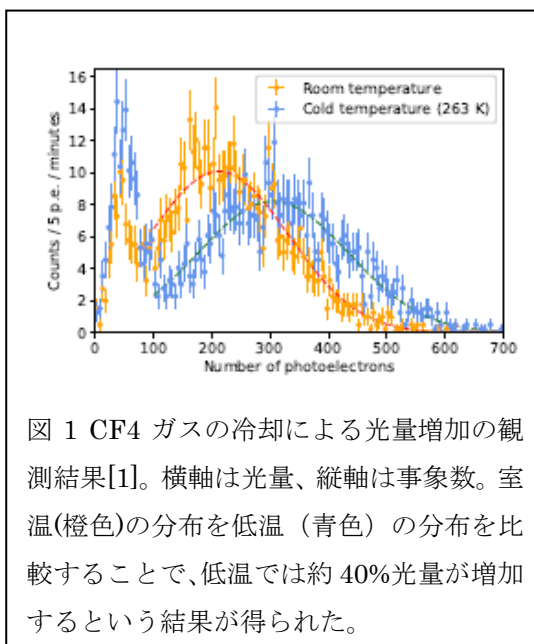 16
14
12
10
8
6
4
2
0
Counts / 5 p.e. / minutes
Room temperature
Cold temperature (263 K)
0 100 200 300 400 500 600 700
Number of photoelectrons
図 1 CF4 ガスの冷却による光量増加の観
測結果[1]。横軸は光量、縦軸は事象数。室
温(橙色)の分布を低温（青色）の分布を比
較することで、低温では約 40%光量が増加
するという結果が得られた。